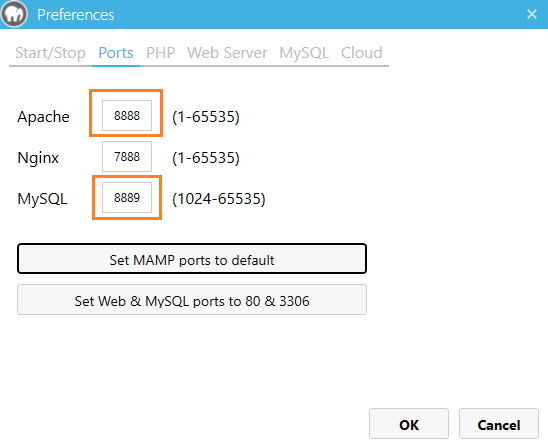 Preferences
Start/Stop Ports PHP Web Server MySQL Cloud
Apache 8888 (1-65535)
Nginx 7888 (1-65535)
MySQL 8889 (1024-65535)
Set MAMP ports to default
Set Web & MySQL ports to 80 & 3306
OK Cancel